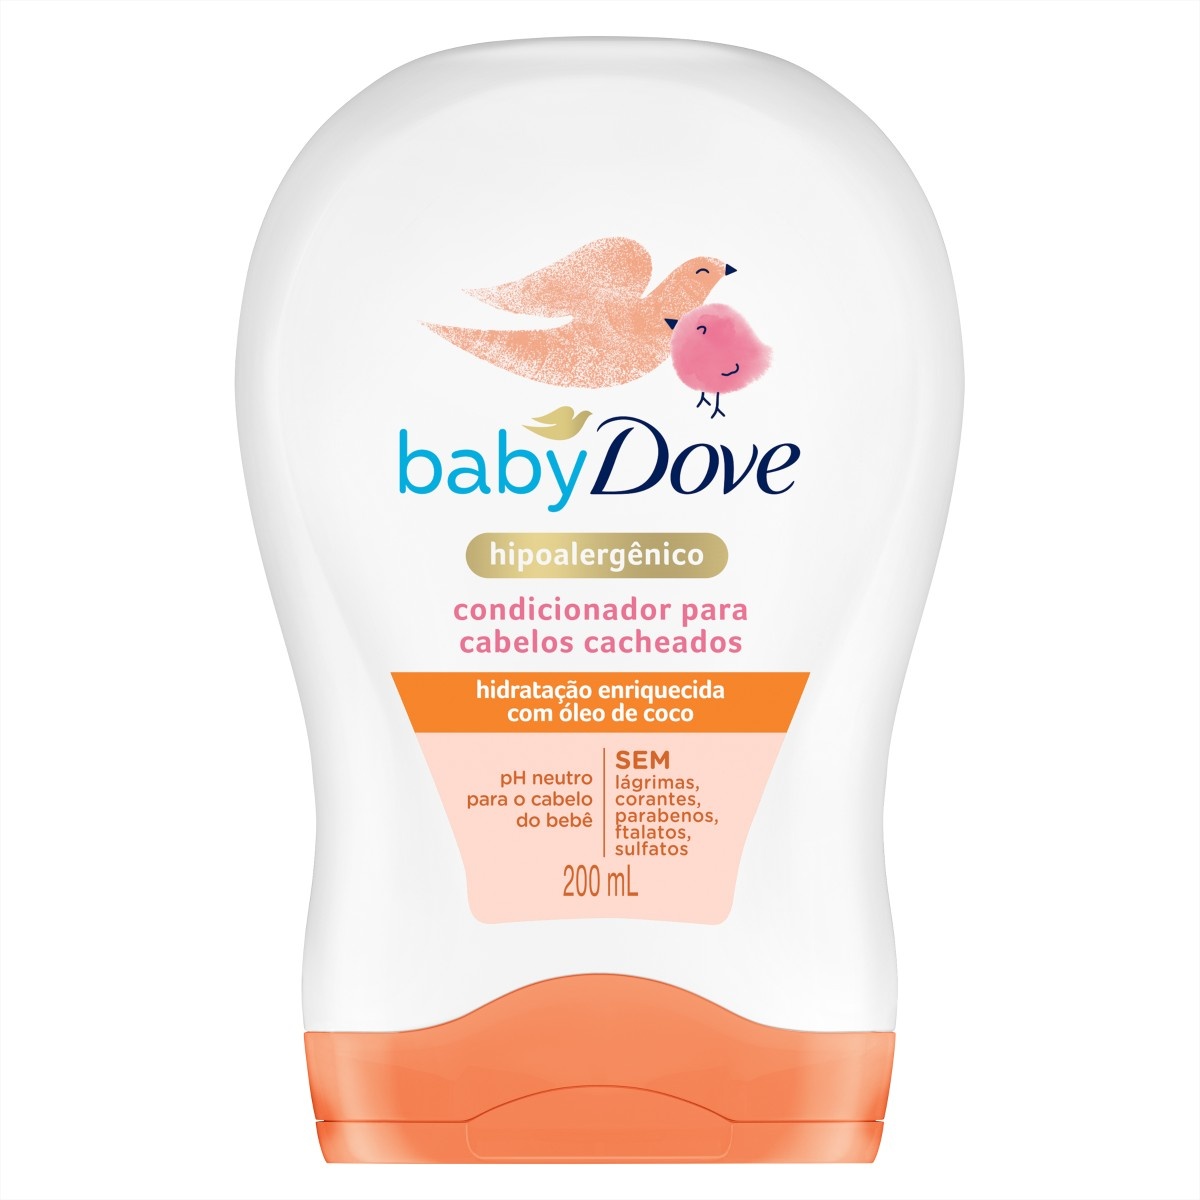 baby Dove
hipoalergênico
condicionador para
cabelos cacheados
hidratação enriquecida
com óleo de coco
pH neutro
para o cabelo
do bebê
SEM
lágrimas,
corantes,
parabenos,
ftalatos,
sulfatos
200 mL